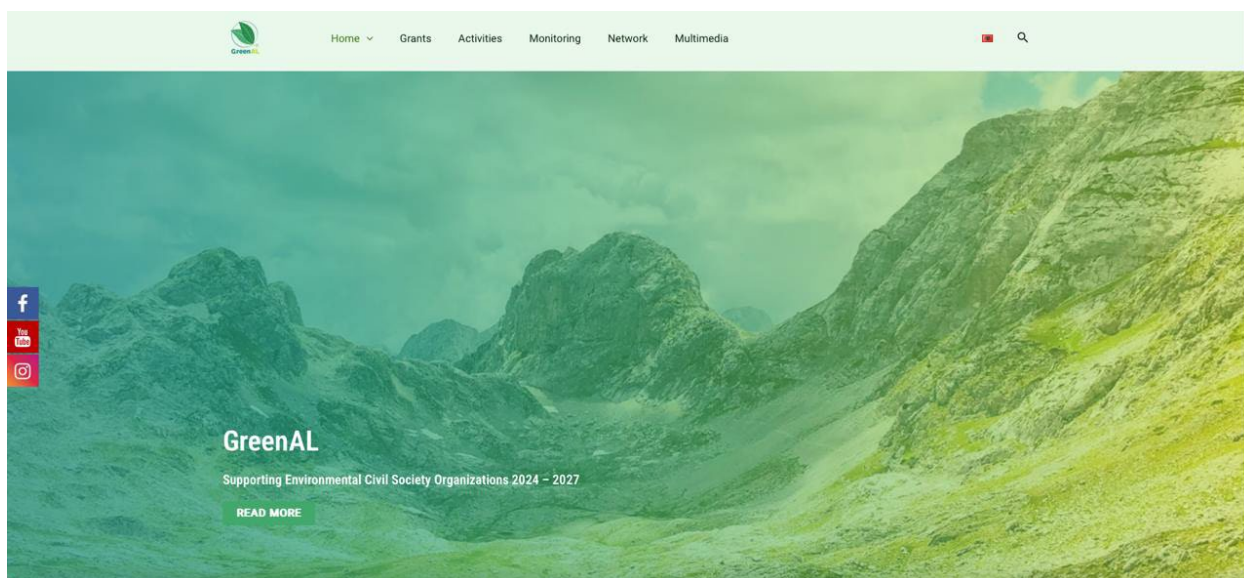 GreenAL
Home
Grants
Activities
Monitoring
Network
Multimedia
f
You
Tube
GreenAL
Supporting Environmental Civil Society Organizations 2024 – 2027
READ MORE